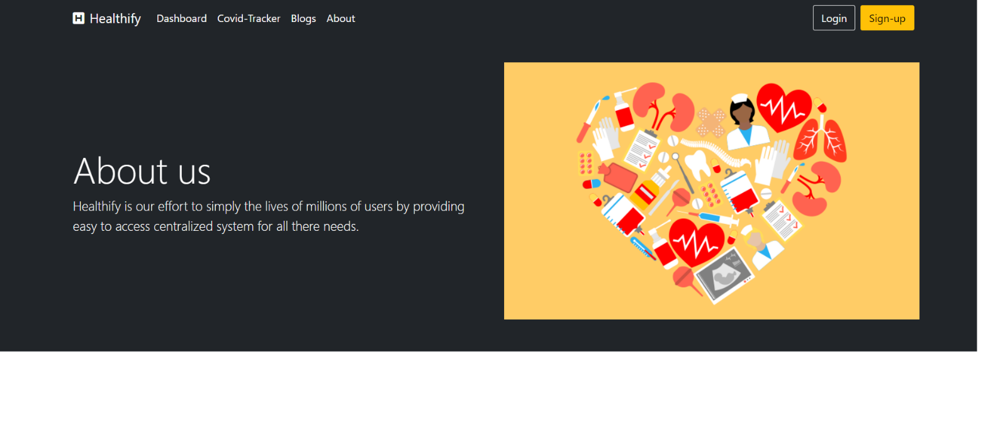 H Healthify Dashboard Covid-Tracker Blogs About Login Sign-up
About us
Healthify is our effort to simply the lives of millions of users by providing
easy to access centralized system for all there needs.